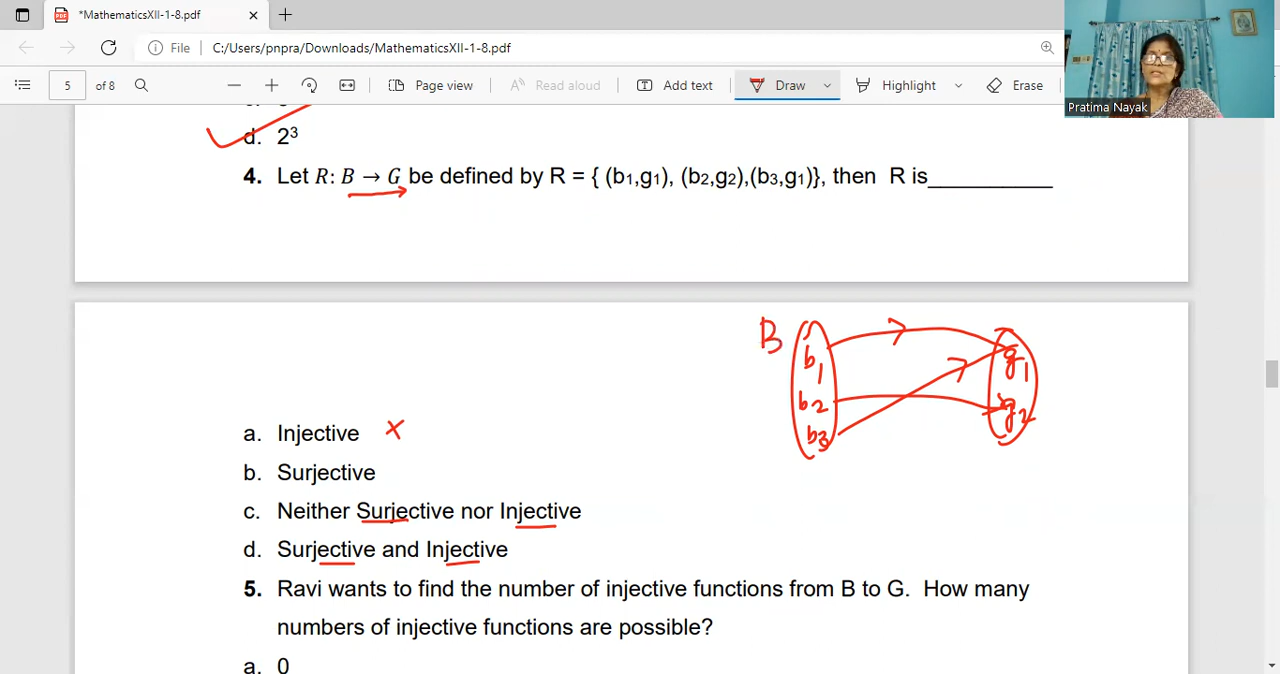 *MathematicsXII-1-8.pdf
File C:/Users/pnpra/Downloads/MathematicsXII-1-8.pdf
5 of 8 Page view Read aloud Add text Draw Highlight Erase
Pratima Nayak
d. 2³
4. Let R: B → G be defined by R = { (b1,g1), (b2,g2),(b3,g1)}, then R is__________
B
b1 g1
b2 g2
b3
a. Injective ×
b. Surjective
c. Neither Surjective nor Injective
d. Surjective and Injective
5. Ravi wants to find the number of injective functions from B to G. How many
numbers of injective functions are possible?
a. 0